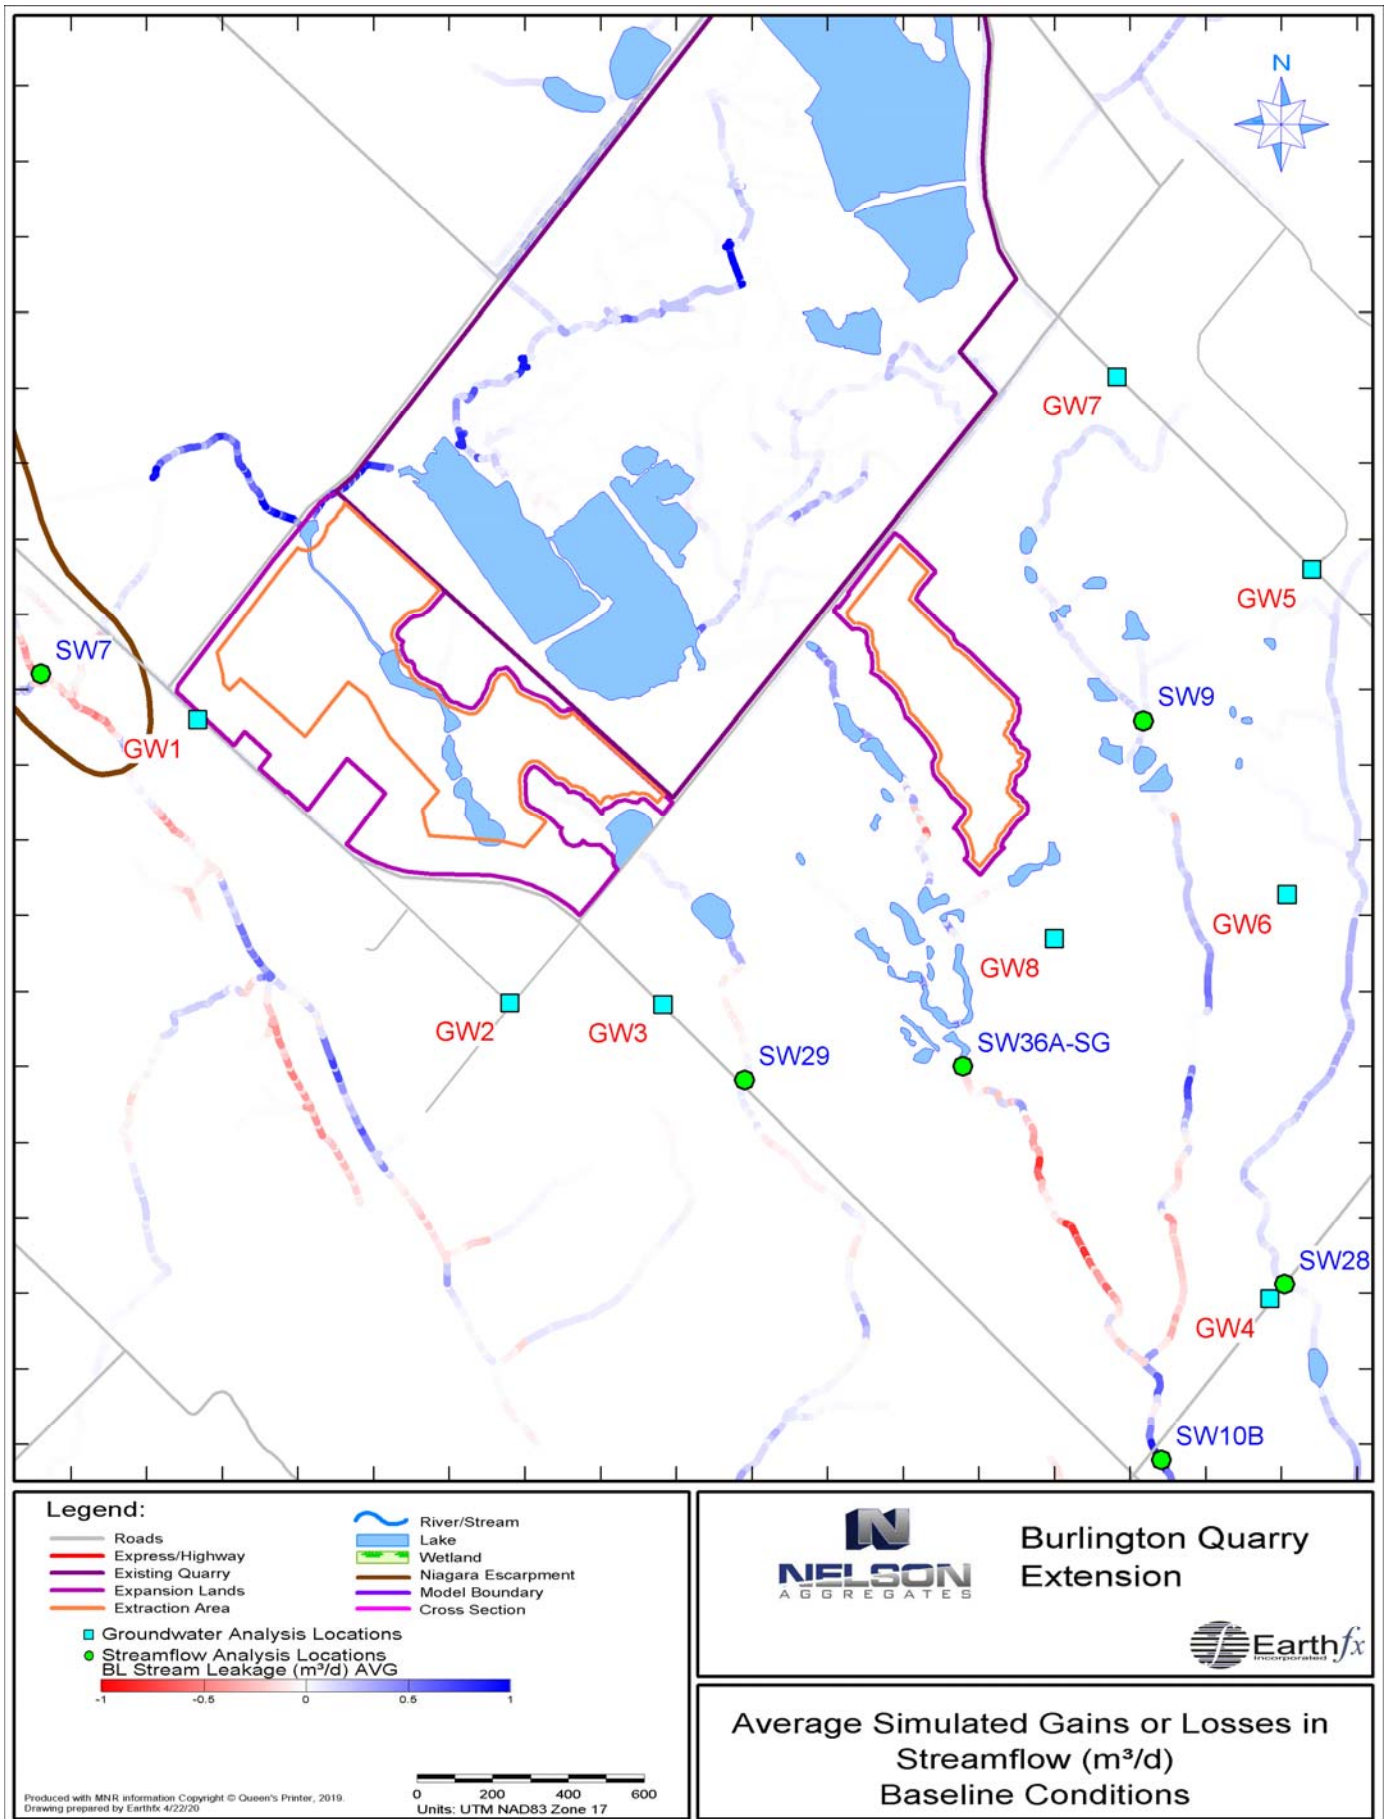 N
GW7
GW5
SW7
SW9
GW1
GW6
GW8
GW2
GW3
SW36A-SG
SW29
SW28
GW4
SW10B
Legend:
Roads
Express/Highway
Existing Quarry
Expansion Lands
Extraction Area
River/Stream
Lake
Wetland
Niagara Escarpment
Model Boundary
Cross Section
Groundwater Analysis Locations
Streamflow Analysis Locations
BL Stream Leakage (m³/d) AVG
-1 -0.5 0 0.5 1
0 200 400 600
Units: UTM NAD83 Zone 17
Produced with MNR information Copyright © Queen's Printer, 2019.
Drawing prepared by Earthfx 4/22/20
N
NELSON
AGGREGATES
Burlington Quarry
Extension
Earthfx
Incorporated
Average Simulated Gains or Losses in
Streamflow (m³/d)
Baseline Conditions